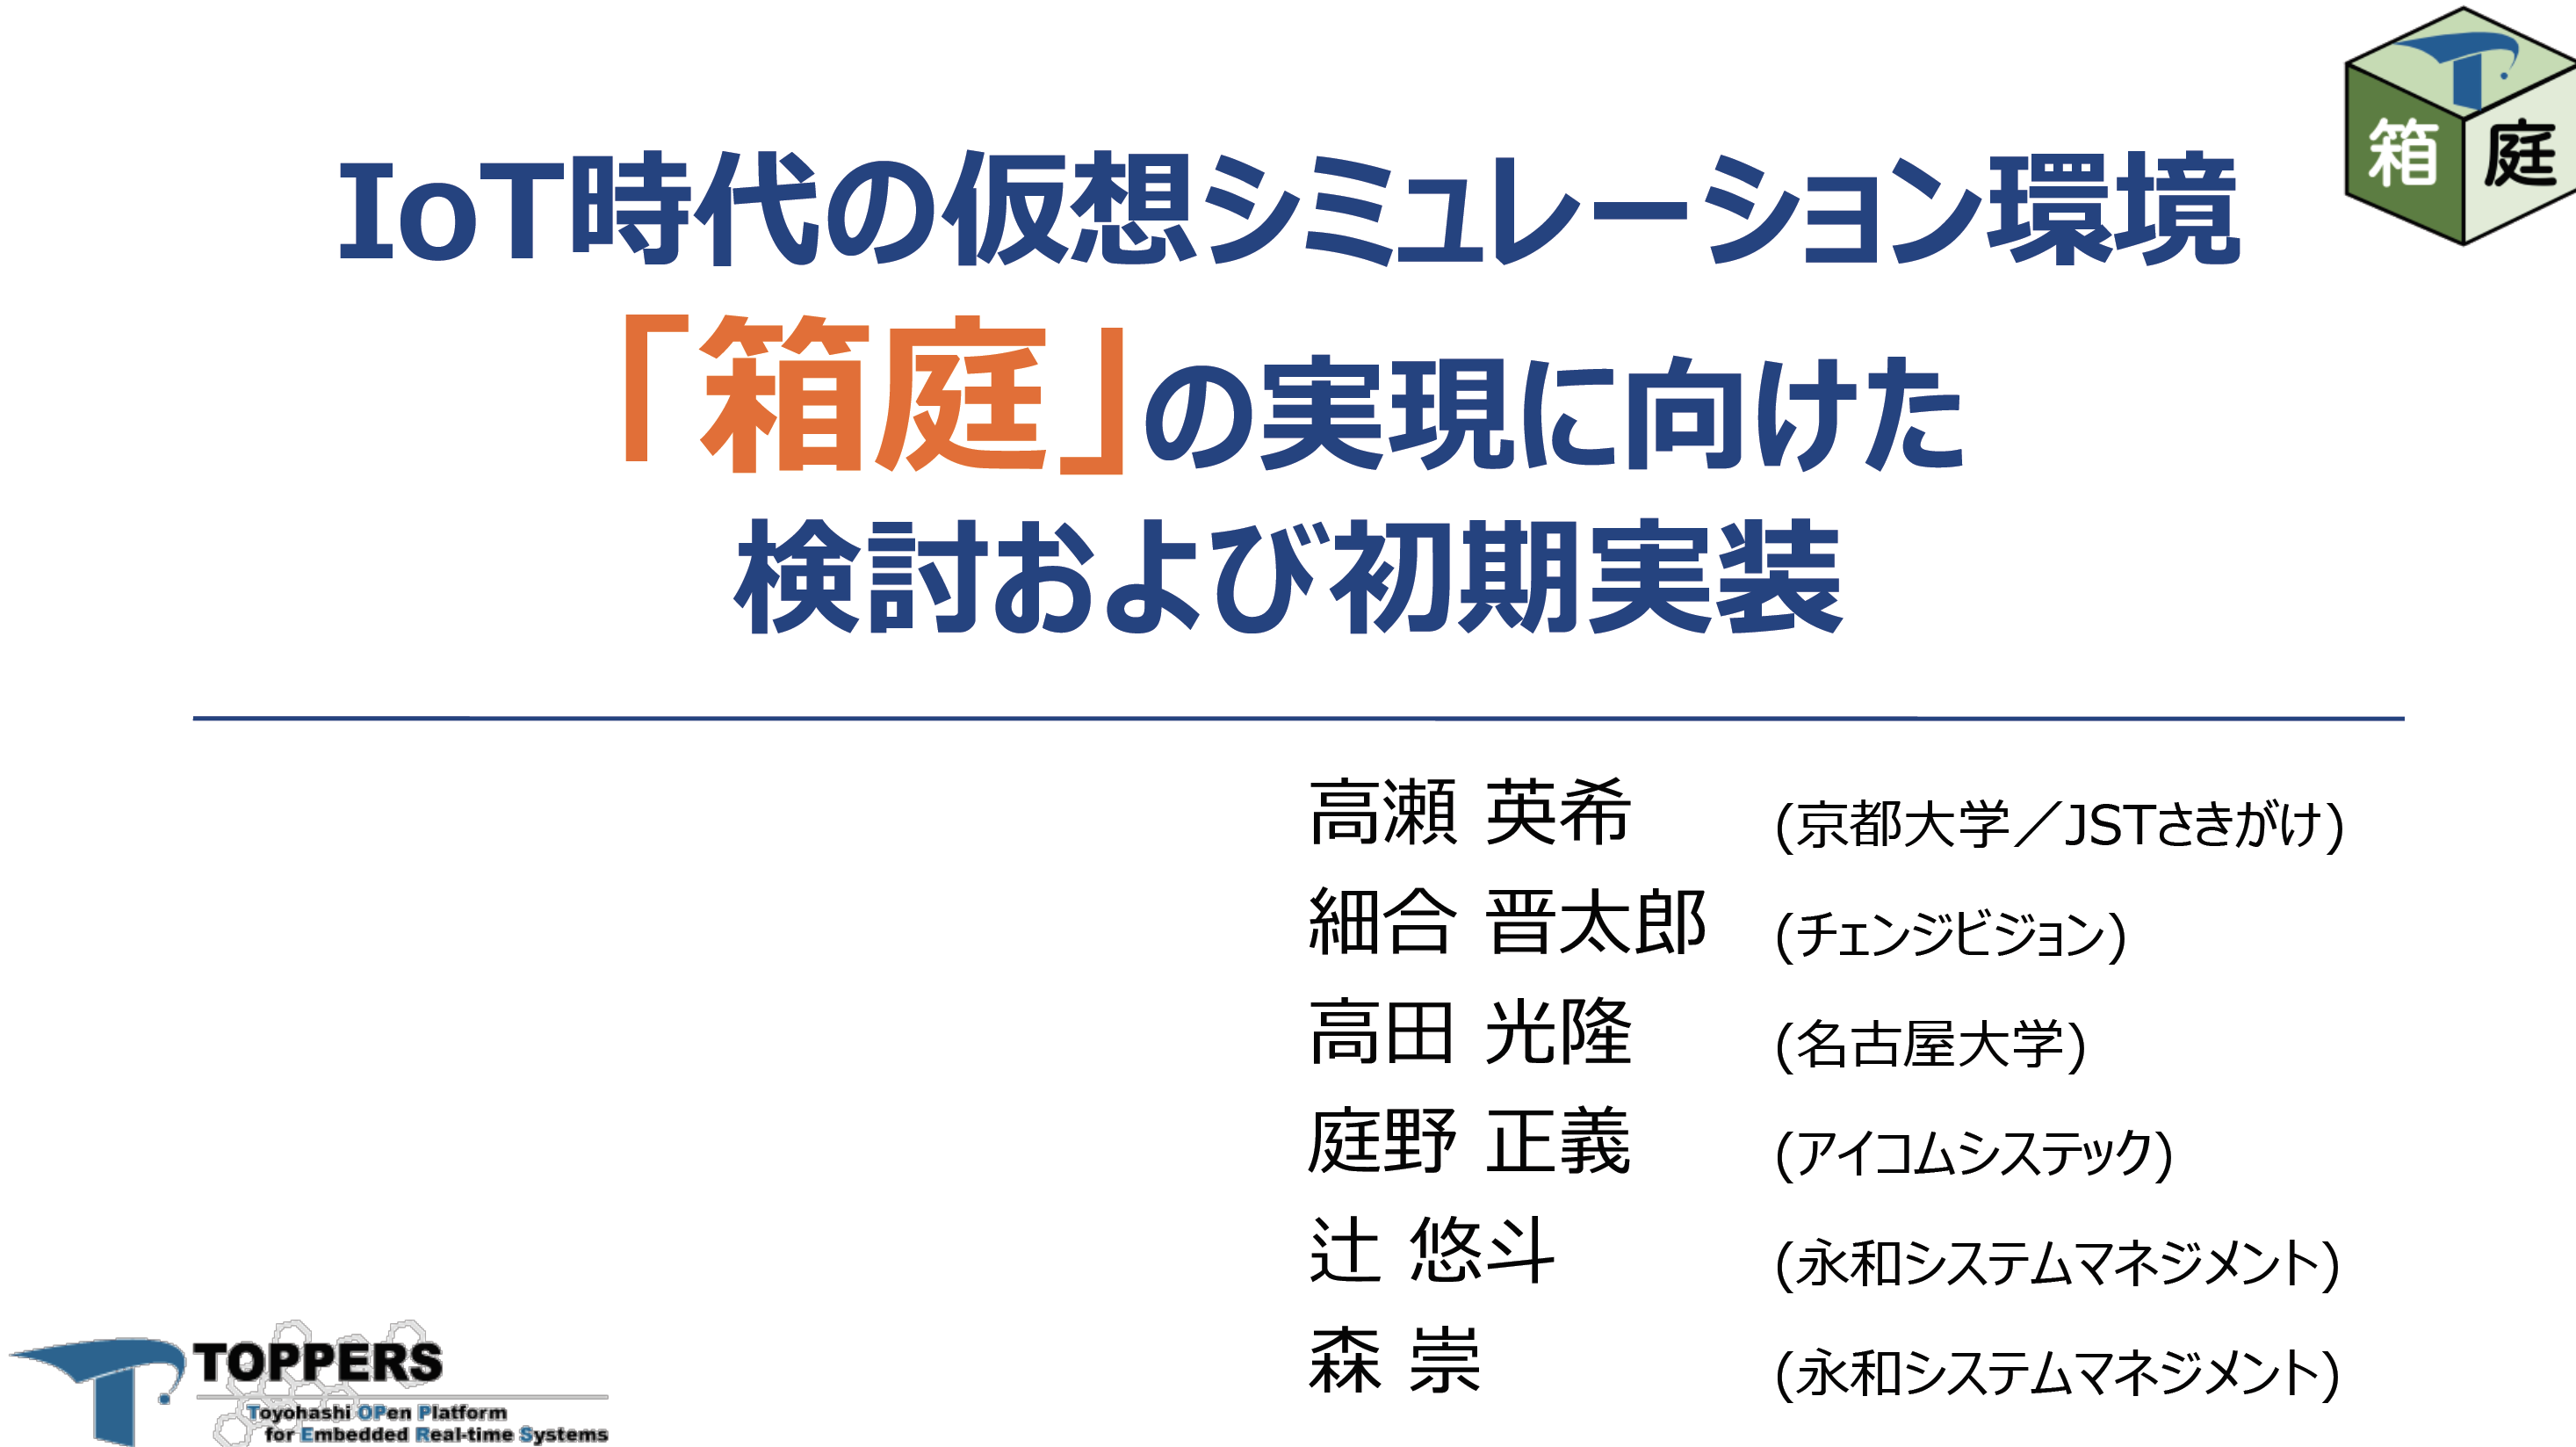 箱 庭
IoT時代の仮想シミュレーション環境
「箱庭」の実現に向けた
検討および初期実装
高瀬 英希 (京都大学／JSTさきがけ)
細合 晋太郎 (チェンジビジョン)
高田 光隆 (名古屋大学)
庭野 正義 (アイコムシステック)
辻 悠斗 (永和システムマネジメント)
森 崇 (永和システムマネジメント)
TOPPERS
Toyohashi OPen Platform
for Embedded Real-time Systems